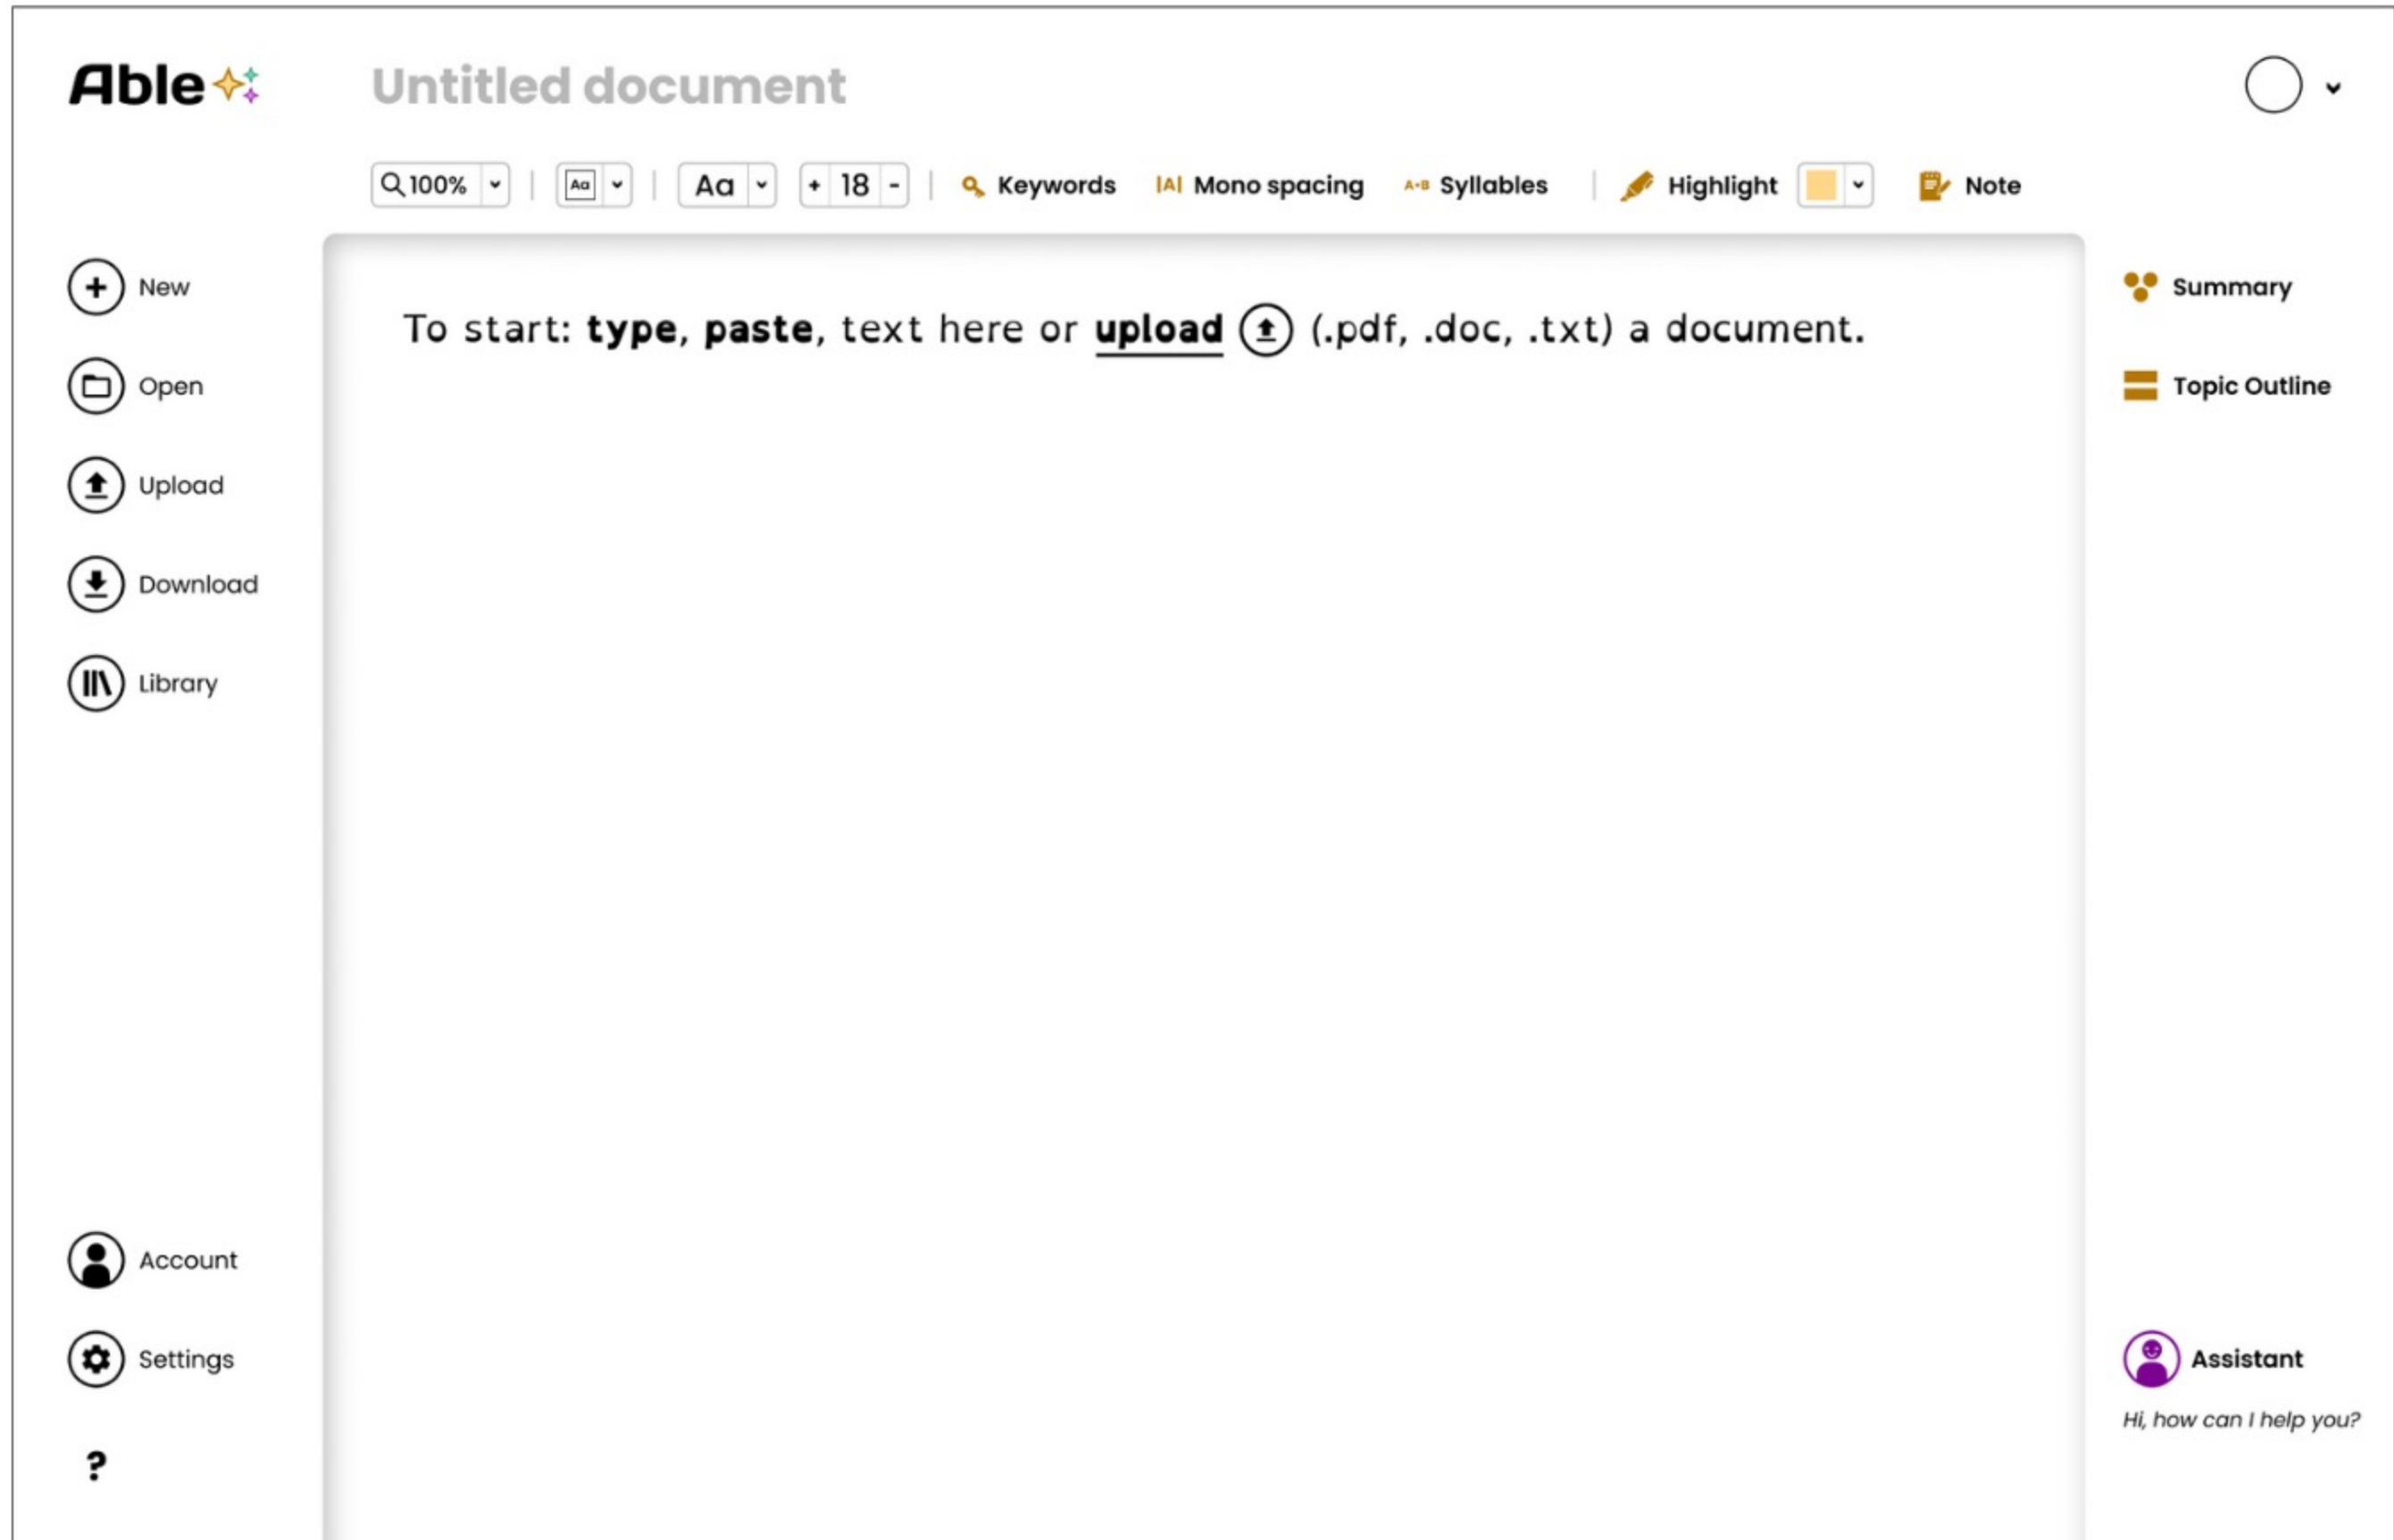 Able
Untitled document
100% Aa Aa + 18 - Keywords |A| Mono spacing A•B Syllables Highlight Note
New
Open
Upload
Download
Library
Account
Settings
?
To start: type, paste, text here or upload (.pdf, .doc, .txt) a document.
Summary
Topic Outline
Assistant
Hi, how can I help you?